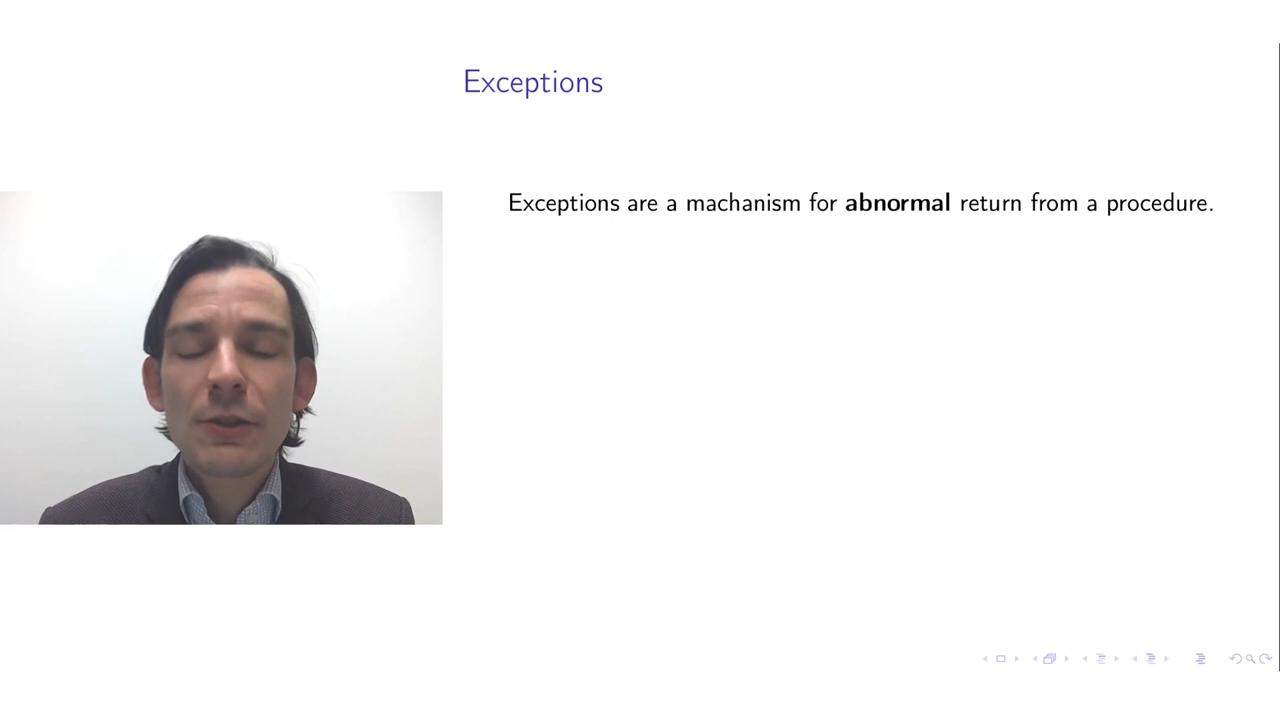 Exceptions
Exceptions are a machanism for abnormal return from a procedure.